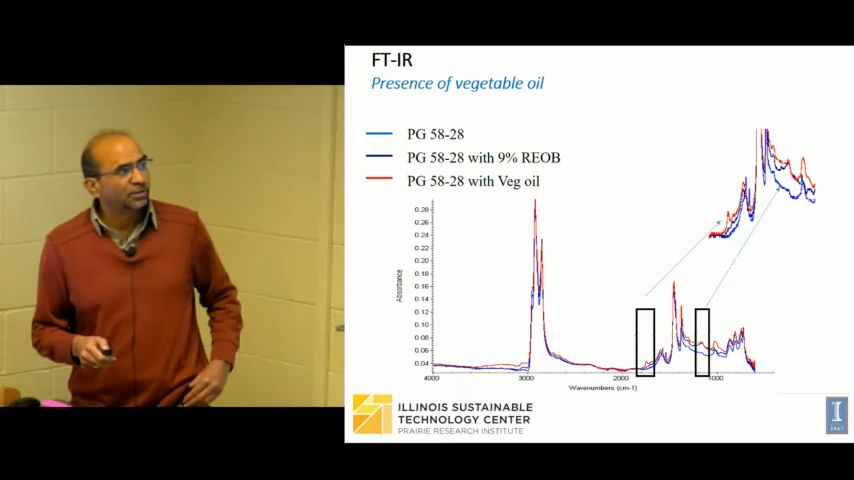 FT-IR
Presence of vegetable oil
PG 58-28
PG 58-28 with 9% REOB
PG 58-28 with Veg oil
0.28
0.26
0.24
0.22
0.20
0.18
0.16
0.14
0.12
0.10
0.08
0.06
0.04
Absorbance
4000
3000
2000
1000
Wavenumbers (cm-1)
ILLINOIS SUSTAINABLE
TECHNOLOGY CENTER
PRAIRIE RESEARCH INSTITUTE
I
1867